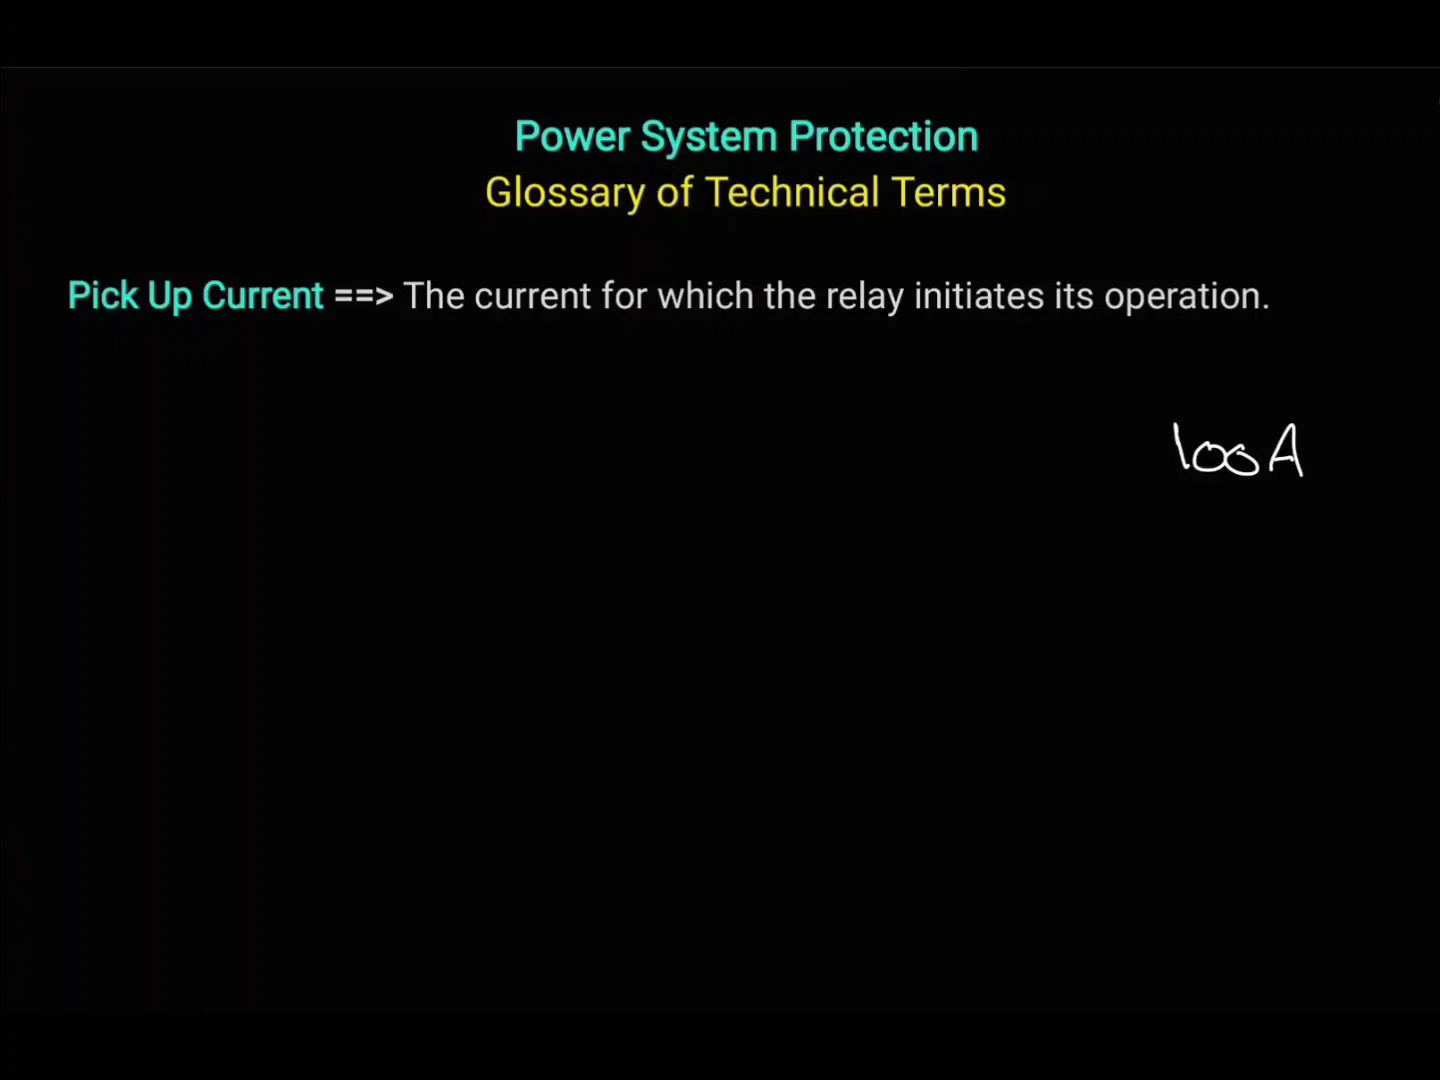 Power System Protection
Glossary of Technical Terms
Pick Up Current ==> The current for which the relay initiates its operation.
100 A